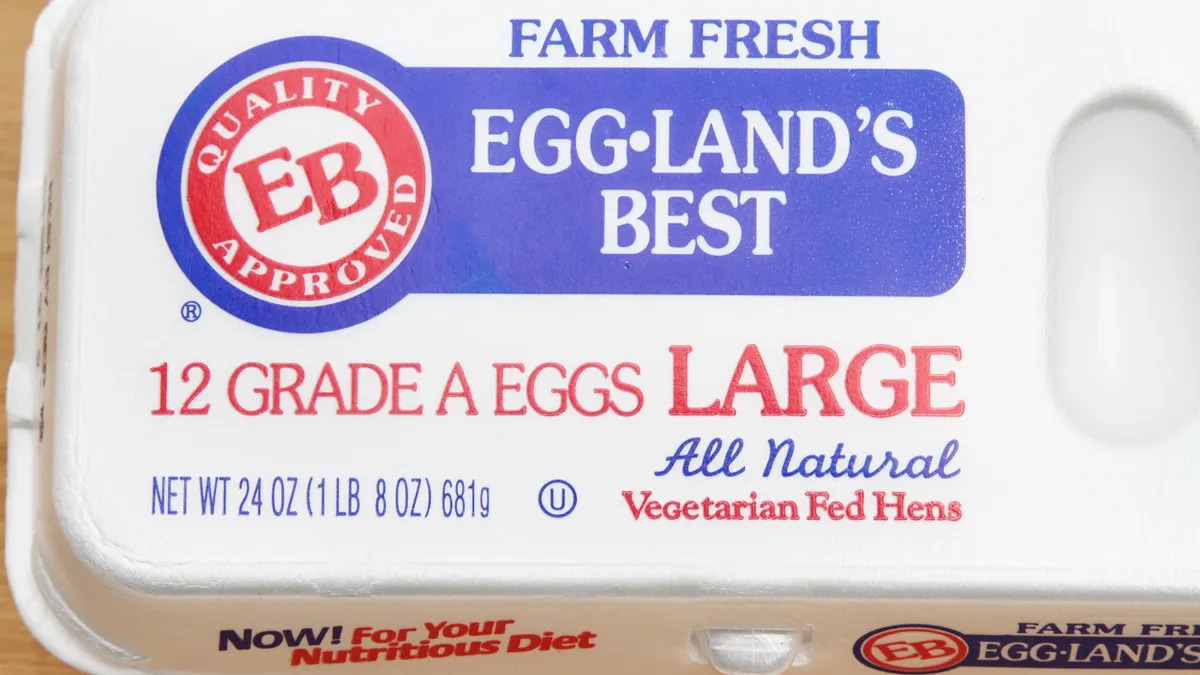 FARM FRESH
QUALITY
EB
APPROVED
®
EGG•LAND'S
BEST
12 GRADE A EGGS LARGE
All Natural
NET WT 24 OZ (1 LB 8 OZ) 681g
U
Vegetarian Fed Hens
NOW! For Your
Nutritious Diet
EB
FARM
EGG•LAND'S